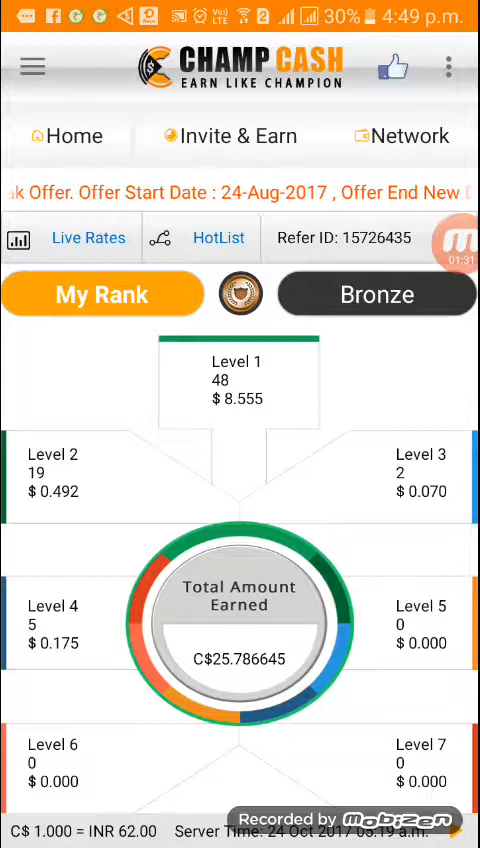 30% 4:49 p.m.
CHAMP CASH
EARN LIKE CHAMPION
Home
Invite & Earn
Network
ak Offer. Offer Start Date : 24-Aug-2017 , Offer End New
Live Rates
HotList
Refer ID: 15726435
01:31
My Rank
Bronze
Level 1
48
$ 8.555
Level 2
19
$ 0.492
Level 3
2
$ 0.070
Total Amount
Earned
C$25.786645
Level 4
5
$ 0.175
Level 5
0
$ 0.000
Level 6
0
$ 0.000
Level 7
0
$ 0.000
Recorded by Mobizen
C$ 1.000 = INR 62.00 Server Time: 24 Oct 2017 05:19 a.m.